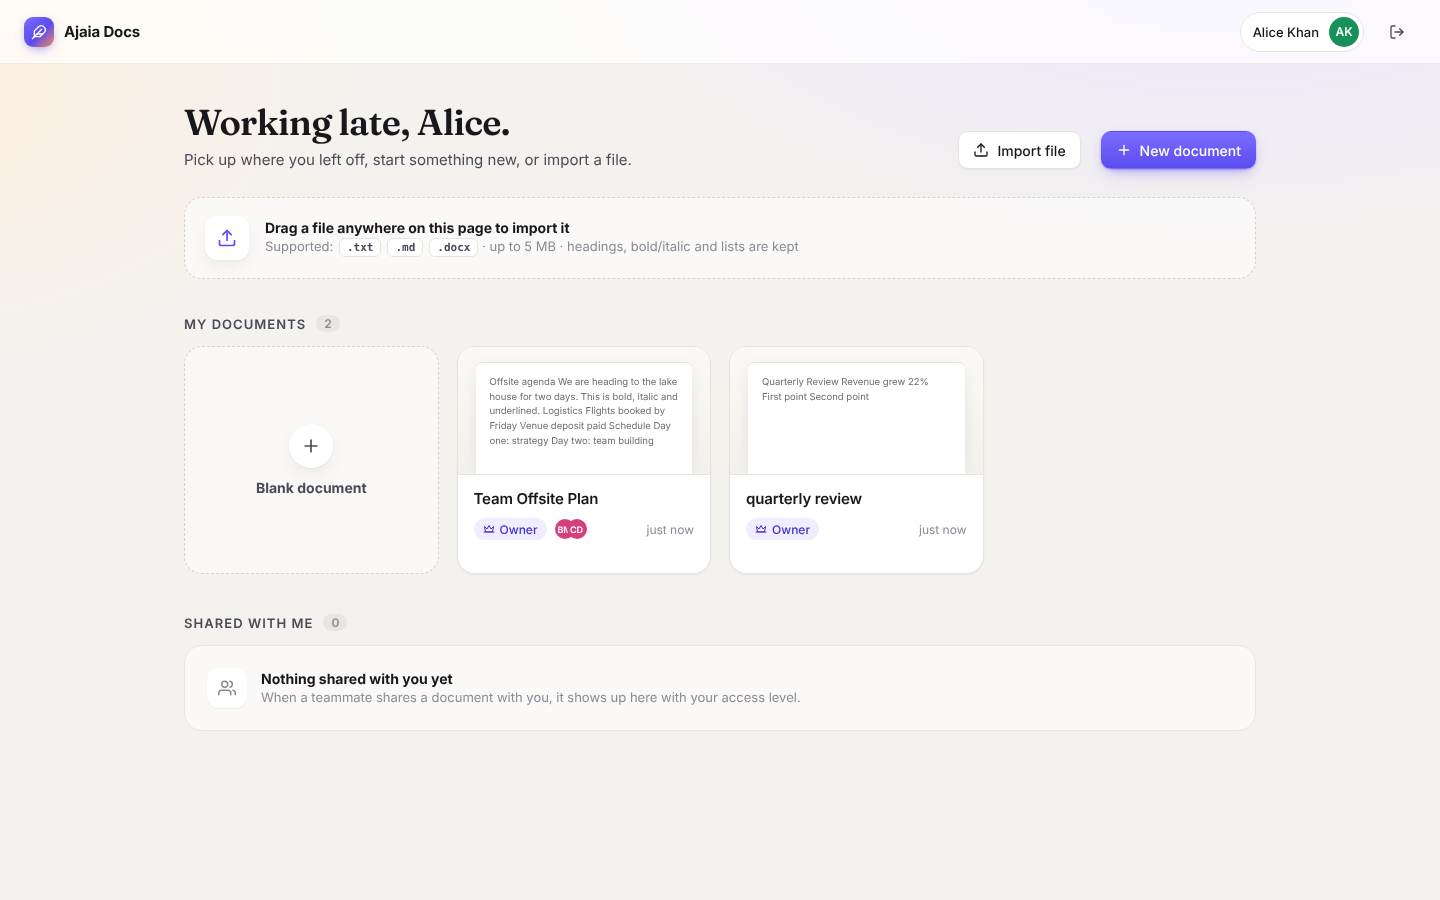 Ajaia Docs
Alice Khan
AK
Working late, Alice.
Pick up where you left off, start something new, or import a file.
Import file
New document
Drag a file anywhere on this page to import it
Supported: .txt .md .docx · up to 5 MB · headings, bold/italic and lists are kept
MY DOCUMENTS 2
Blank document
Offsite agenda We are heading to the lake
house for two days. This is bold, italic and
underlined. Logistics Flights booked by
Friday Venue deposit paid Schedule Day
one: strategy Day two: team building
Team Offsite Plan
Owner
CD
just now
Quarterly Review Revenue grew 22%
First point Second point
quarterly review
Owner
just now
SHARED WITH ME 0
Nothing shared with you yet
When a teammate shares a document with you, it shows up here with your access level.